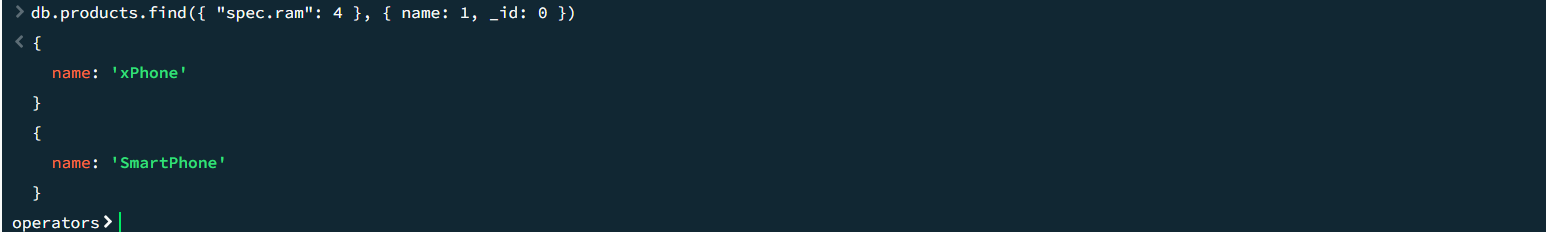 > db.products.find({ "spec.ram": 4 }, { name: 1, _id: 0 })
< {
name: 'xPhone'
}
{
name: 'SmartPhone'
}
operators>